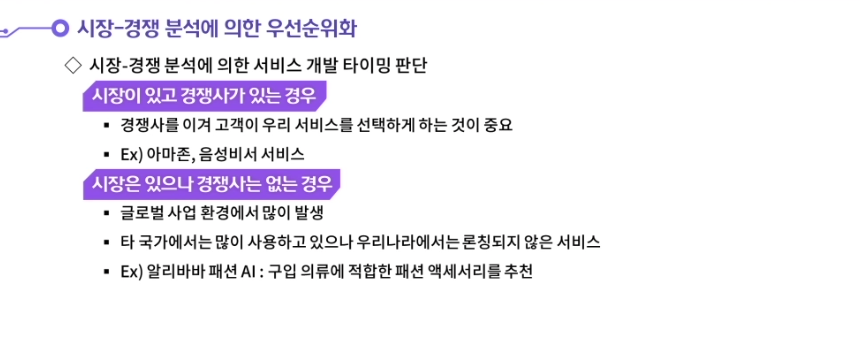 시장-경쟁 분석에 의한 우선순위화
◇ 시장-경쟁 분석에 의한 서비스 개발 타이밍 판단
시장이 있고 경쟁사가 있는 경우
▪ 경쟁사를 이겨 고객이 우리 서비스를 선택하게 하는 것이 중요
▪ Ex) 아마존, 음성비서 서비스
시장은 있으나 경쟁사는 없는 경우
▪ 글로벌 사업 환경에서 많이 발생
▪ 타 국가에서는 많이 사용하고 있으나 우리나라에서는 론칭되지 않은 서비스
▪ Ex) 알리바바 패션 AI : 구입 의류에 적합한 패션 액세서리를 추천